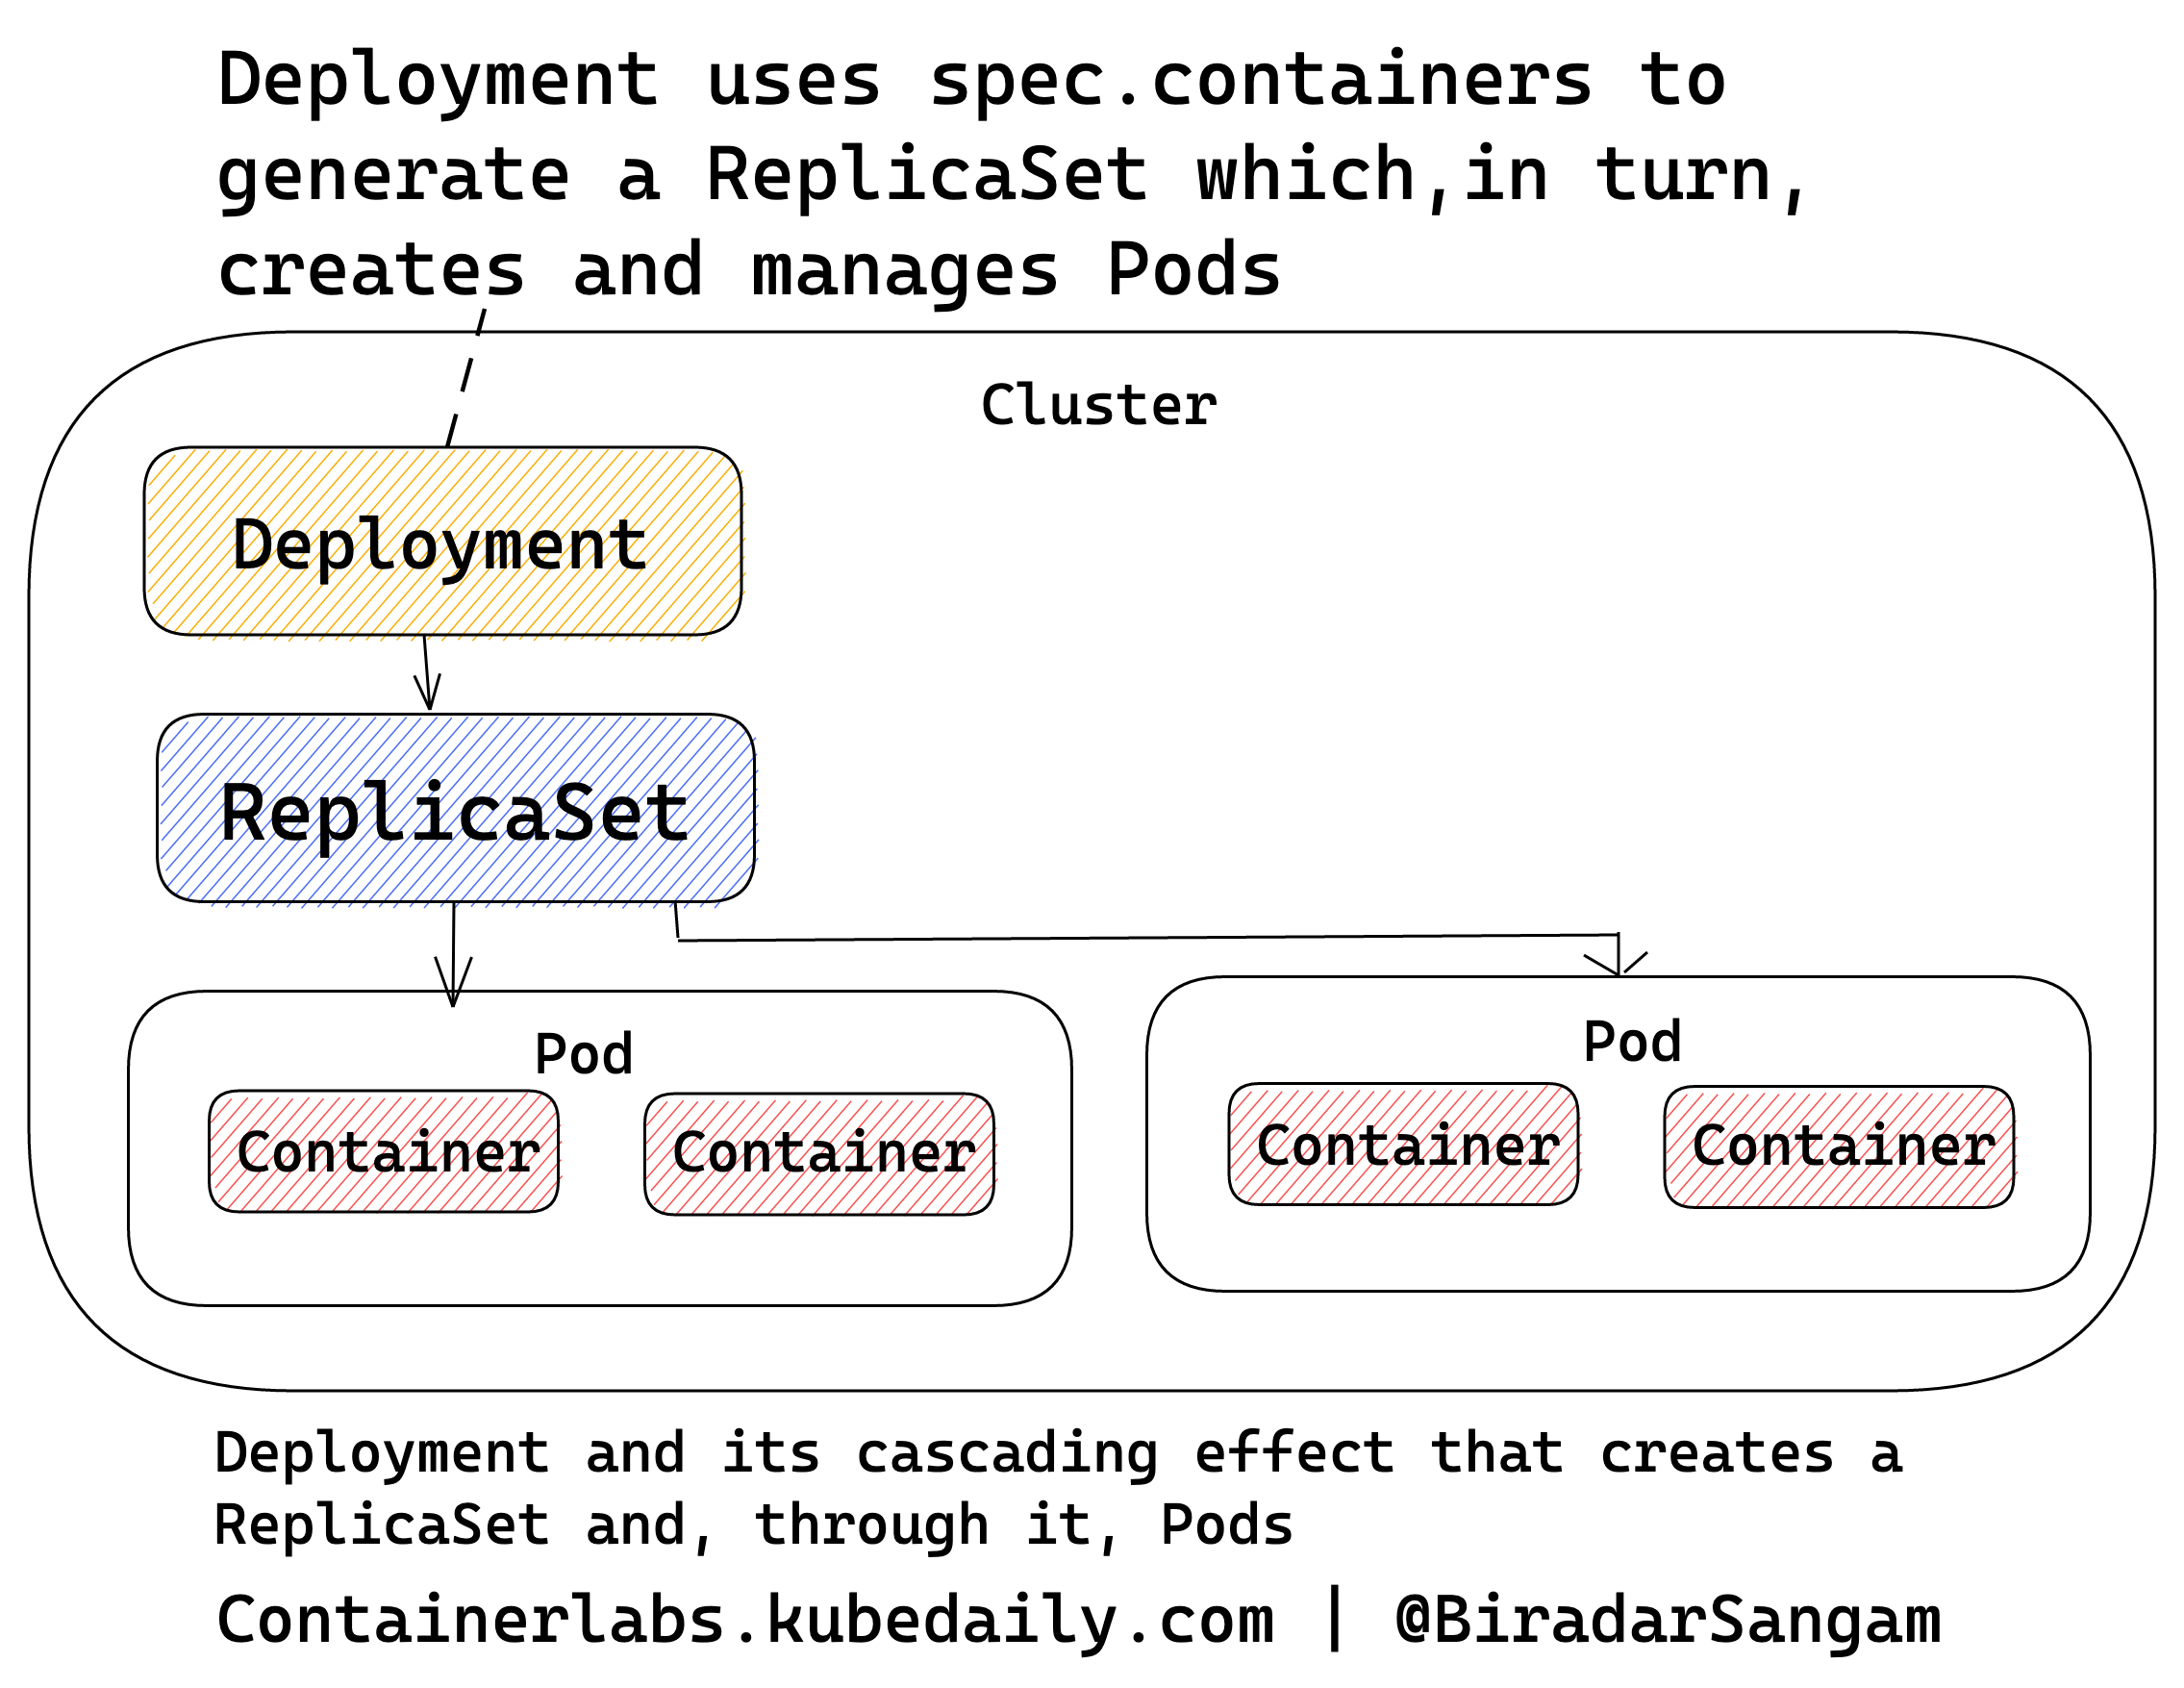 Deployment uses spec.containers to
generate a ReplicaSet which,in turn,
creates and manages Pods
Cluster
Deployment
ReplicaSet
Pod
Container Container
Pod
Container Container
Deployment and its cascading effect that creates a
ReplicaSet and, through it, Pods
Containerlabs.kubedaily.com | @BiradarSangam